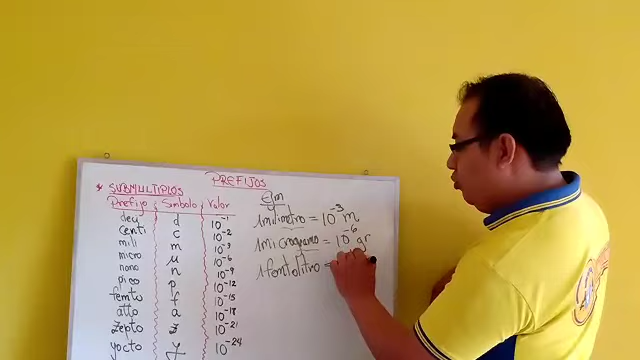 PREFIJOS
* SUBMULTIPLOS
Prefijo Símbolo Valor
deci d 10⁻¹
centi c 10⁻²
mili m 10⁻³
micro μ 10⁻⁶
nano n 10⁻⁹
pico p 10⁻¹²
femto f 10⁻¹⁵
atto a 10⁻¹⁸
zepto z 10⁻²¹
yocto y 10⁻²⁴
Ejm
1milimetro = 10⁻³ m
1microgramo = 10⁻⁶ gr
1femtolitro =